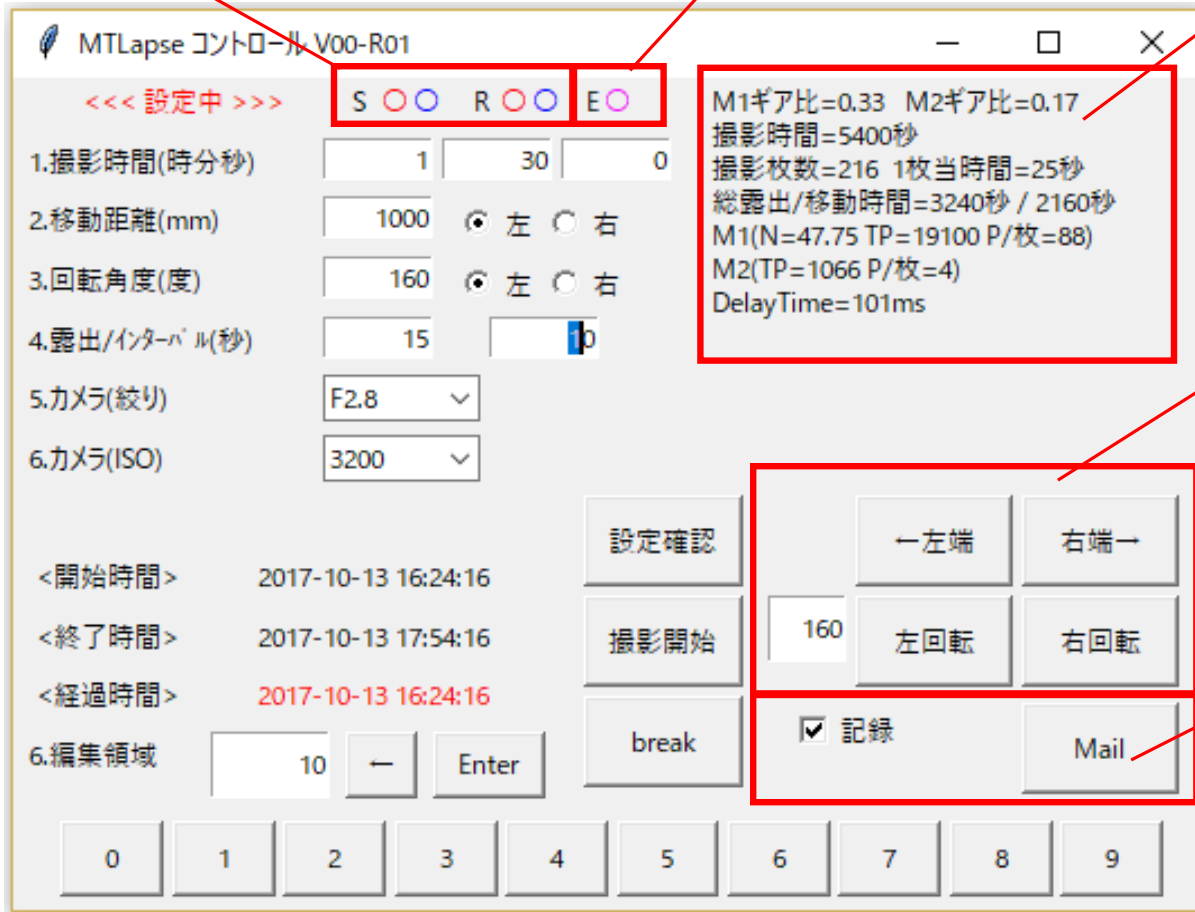 MTLapse コントロール V00-R01
<<< 設定中 >>> S ○○ R ○○ E○
M1ギア比=0.33 M2ギア比=0.17
撮影時間=5400秒
撮影枚数=216 1枚当時間=25秒
総露出/移動時間=3240秒 / 2160秒
M1(N=47.75 TP=19100 P/枚=88)
M2(TP=1066 P/枚=4)
DelayTime=101ms
1.撮影時間(時分秒) 1 30 0
2.移動距離(mm) 1000 左 右
3.回転角度(度) 160 左 右
4.露出/インターバル(秒) 15 10
5.カメラ(絞り) F2.8
6.カメラ(ISO) 3200
設定確認 ←左端 右端→
<開始時間> 2017-10-13 16:24:16
<終了時間> 2017-10-13 17:54:16
撮影開始 160 左回転 右回転
<経過時間> 2017-10-13 16:24:16
break 記録 Mail
6.編集領域 10 ← Enter
0 1 2 3 4 5 6 7 8 9